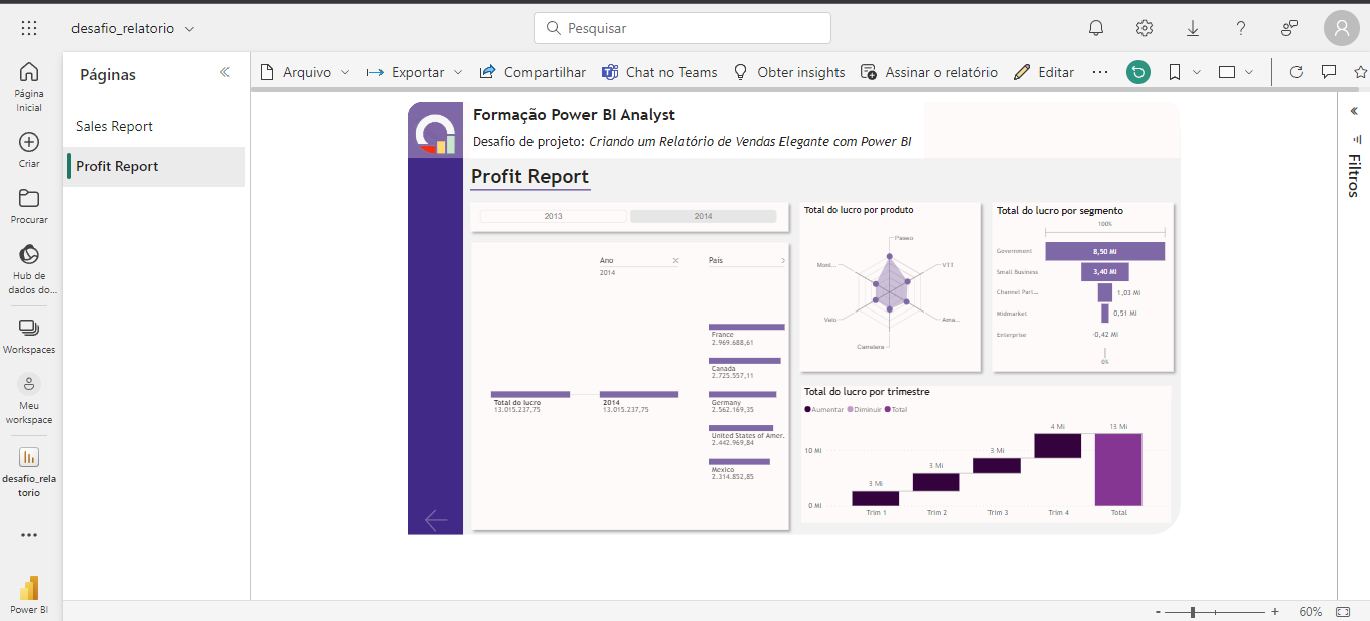 desafio_relatorio
Pesquisar
Página
Inicial
Criar
Procurar
Hub de
dados do...
Workspaces
Meu
workspace
desafio_rela
torio
Power BI
Páginas
Sales Report
Profit Report
Arquivo
Exportar
Compartilhar
Chat no Teams
Obter insights
Assinar o relatório
Editar
Formação Power BI Analyst
Desafio de projeto: Criando um Relatório de Vendas Elegante com Power BI
Profit Report
2013
2014
Ano
2014
País
Total do lucro
13.015.237,75
2014
13.015.237,75
France
2.969.688,61
Canada
2.725.557,11
Germany
2.562.169,35
United States of Amer.
2.442.969,84
Mexico
2.314.852,85
Total do lucro por produto
Paseo
VTT
Ama...
Carretera
Velo
Mont...
Total do lucro por segmento
100%
Government
8,50 Mi
Small Business
3,40 Mi
Channel Part...
1,03 Mi
Midmarket
0,51 Mi
Enterprise
-0,42 Mi
0%
Total do lucro por trimestre
Aumentar
Diminuir
Total
10 Mi
0 Mi
3 Mi
3 Mi
3 Mi
4 Mi
13 Mi
Trim 1
Trim 2
Trim 3
Trim 4
Total
Filtros
- + 60%